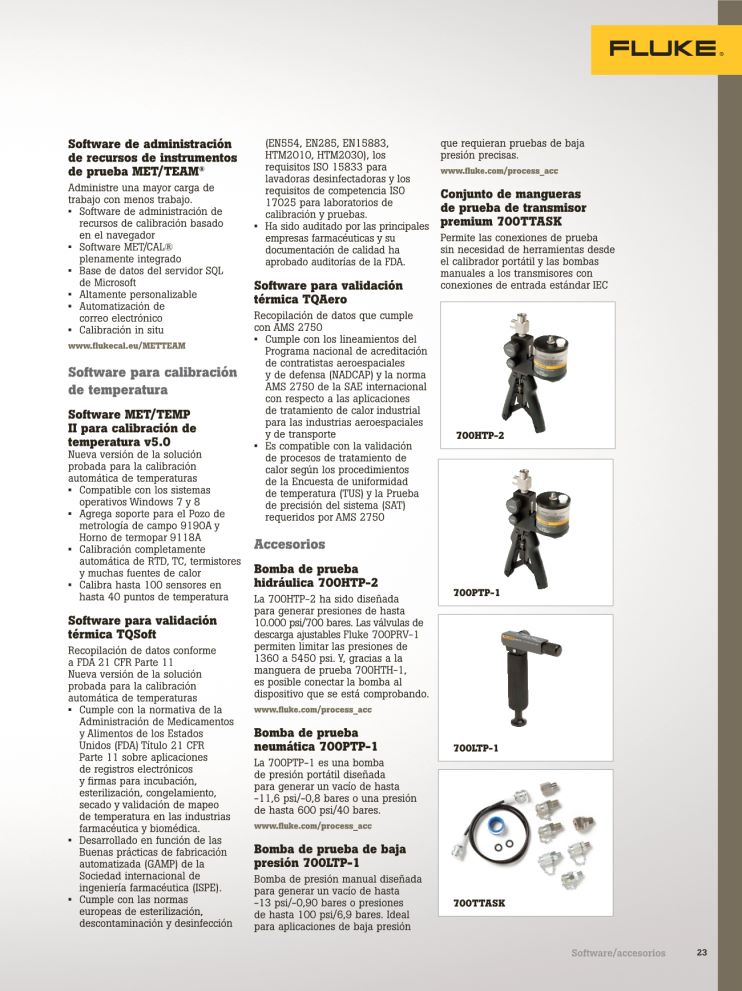 FLUKE®
Software de administración
de recursos de instrumentos
de prueba MET/TEAM®
Administre una mayor carga de
trabajo con menos trabajo.
▪ Software de administración de
recursos de calibración basado
en el navegador
▪ Software MET/CAL®
plenamente integrado
▪ Base de datos del servidor SQL
de Microsoft
▪ Altamente personalizable
▪ Automatización de
correo electrónico
▪ Calibración in situ
www.flukecal.eu/METTEAM
Software para calibración
de temperatura
Software MET/TEMP
II para calibración de
temperatura v5.0
Nueva versión de la solución
probada para la calibración
automática de temperaturas
▪ Compatible con los sistemas
operativos Windows 7 y 8
▪ Agrega soporte para el Pozo de
metrología de campo 9190A y
Horno de termopar 9118A
▪ Calibración completamente
automática de RTD, TC, termistores
y muchas fuentes de calor
▪ Calibra hasta 100 sensores en
hasta 40 puntos de temperatura
Software para validación
térmica TQSoft
Recopilación de datos conforme
a FDA 21 CFR Parte 11
Nueva versión de la solución
probada para la calibración
automática de temperaturas
▪ Cumple con la normativa de la
Administración de Medicamentos
y Alimentos de los Estados
Unidos (FDA) Título 21 CFR
Parte 11 sobre aplicaciones
de registros electrónicos
y firmas para incubación,
esterilización, congelamiento,
secado y validación de mapeo
de temperatura en las industrias
farmacéutica y biomédica.
▪ Desarrollado en función de las
Buenas prácticas de fabricación
automatizada (GAMP) de la
Sociedad internacional de
ingeniería farmacéutica (ISPE).
▪ Cumple con las normas
europeas de esterilización,
descontaminación y desinfección
(EN554, EN285, EN15883,
HTM2010, HTM2030), los
requisitos ISO 15833 para
lavadoras desinfectadoras y los
requisitos de competencia ISO
17025 para laboratorios de
calibración y pruebas.
▪ Ha sido auditado por las principales
empresas farmacéuticas y su
documentación de calidad ha
aprobado auditorías de la FDA.
Software para validación
térmica TQAero
Recopilación de datos que cumple
con AMS 2750
▪ Cumple con los lineamientos del
Programa nacional de acreditación
de contratistas aeroespaciales
y de defensa (NADCAP) y la norma
AMS 2750 de la SAE internacional
con respecto a las aplicaciones
de tratamiento de calor industrial
para las industrias aeroespaciales
y de transporte
▪ Es compatible con la validación
de procesos de tratamiento de
calor según los procedimientos
de la Encuesta de uniformidad
de temperatura (TUS) y la Prueba
de precisión del sistema (SAT)
requeridos por AMS 2750
Accesorios
Bomba de prueba
hidráulica 700HTP-2
La 700HTP-2 ha sido diseñada
para generar presiones de hasta
10.000 psi/700 bares. Las válvulas de
descarga ajustables Fluke 700PRV-1
permiten limitar las presiones de
1360 a 5450 psi. Y, gracias a la
manguera de prueba 700HTH-1,
es posible conectar la bomba al
dispositivo que se está comprobando.
www.fluke.com/process_acc
Bomba de prueba
neumática 700PTP-1
La 700PTP-1 es una bomba
de presión portátil diseñada
para generar un vacío de hasta
-11,6 psi/-0,8 bares o una presión
de hasta 600 psi/40 bares.
www.fluke.com/process_acc
Bomba de prueba de baja
presión 700LTP-1
Bomba de presión manual diseñada
para generar un vacío de hasta
-13 psi/-0,90 bares o presiones
de hasta 100 psi/6,9 bares. Ideal
para aplicaciones de baja presión
que requieran pruebas de baja
presión precisas.
www.fluke.com/process_acc
Conjunto de mangueras
de prueba de transmisor
premium 700TTASK
Permite las conexiones de prueba
sin necesidad de herramientas desde
el calibrador portátil y las bombas
manuales a los transmisores con
conexiones de entrada estándar IEC
700HTP-2
700PTP-1
700LTP-1
700TTASK
Software/accesorios 23